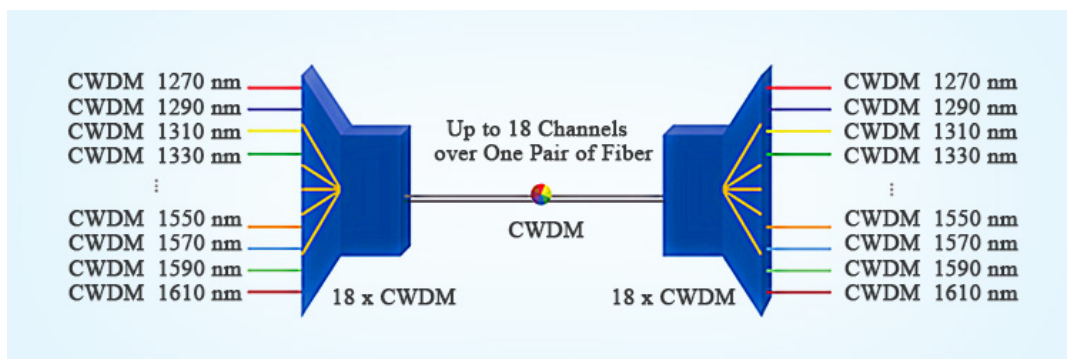 CWDM 1270 nm
CWDM 1290 nm
CWDM 1310 nm
CWDM 1330 nm
⋮
CWDM 1550 nm
CWDM 1570 nm
CWDM 1590 nm
CWDM 1610 nm
18 x CWDM
Up to 18 Channels
over One Pair of Fiber
CWDM
18 x CWDM
CWDM 1270 nm
CWDM 1290 nm
CWDM 1310 nm
CWDM 1330 nm
⋮
CWDM 1550 nm
CWDM 1570 nm
CWDM 1590 nm
CWDM 1610 nm